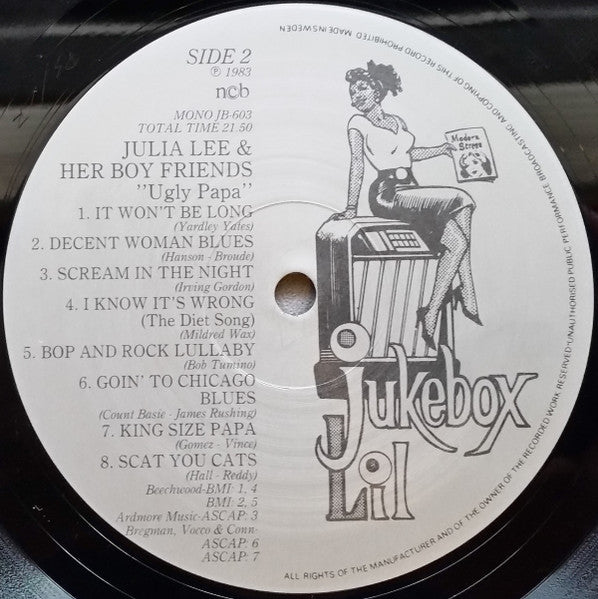 SIDE 2
℗ 1983
ncb
MONO JB-603
TOTAL TIME 21.50
JULIA LEE &
HER BOY FRIENDS
"Ugly Papa"
1. IT WON'T BE LONG
(Yardley Yates)
2. DECENT WOMAN BLUES
(Hanson - Broude)
3. SCREAM IN THE NIGHT
(Irving Gordon)
4. I KNOW IT'S WRONG
(The Diet Song)
(Mildred Wax)
5. BOP AND ROCK LULLABY
(Bob Tumino)
6. GOIN' TO CHICAGO
BLUES
(Count Basie - James Rushing)
7. KING SIZE PAPA
(Gomez - Vince)
8. SCAT YOU CATS
(Hall - Reddy)
Beechwood-BMI: 1, 4
BMI: 2, 5
Ardmore Music-ASCAP: 3
Bregman, Vocco & Conn-
ASCAP: 6
ASCAP: 7
Modern
Screen
Jukebox
Lil
ALL RIGHTS OF THE MANUFACTURER AND OF THE OWNER OF THE RECORDED WORK RESERVED-UNAUTHORISED PUBLIC PERFORMANCE BROADCASTING AND COPYING OF THIS RECORD PROHIBITED MADE IN SWEDEN